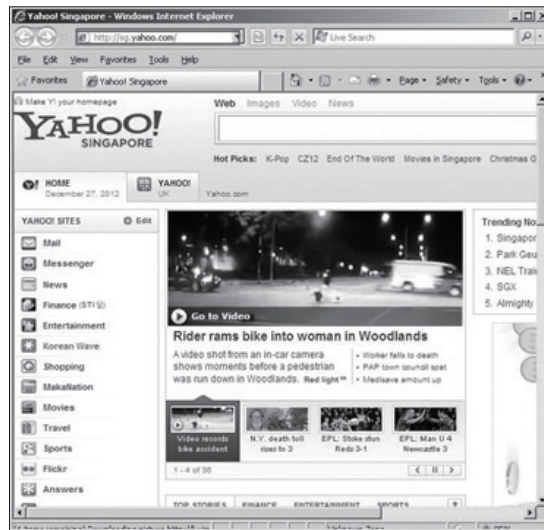 Yahoo! Singapore - Windows Internet Explorer
http://sg.yahoo.com/
Live Search
File Edit View Favorites Tools Help
Favorites Yahoo! Singapore Page Safety Tools
Make Y! your homepage
Web Images Video News
YAHOO!
SINGAPORE
Hot Picks: K-Pop CZ12 End Of The World Movies in Singapore Christmas G
Y! HOME
December 27, 2012
YAHOO!
UK
Yahoo.com
YAHOO! SITES Edit
Mail
Messenger
News
Finance (STI
Entertainment
Korean Wave
Shopping
MakaNation
Movies
Travel
Sports
Flickr
Answers
Go to Video
Rider rams bike into woman in Woodlands
A video shot from an in-car camera
shows moments before a pedestrian
was run down in Woodlands. Red light »
Worker falls to death
PAP town council spat
Medisave amount up
Video records
bike accident
N.Y. death toll
rises to 3
EPL: Stoke stun
Reds 3-1
EPL: Man U 4
Newcastle 3
1 - 4 of 36
TOP STORIES FINANCE ENTERTAINMENT SPORTS
Trending No
1. Singapor
2. Park Geu
3. NEL Train
4. SGX
5. Almighty